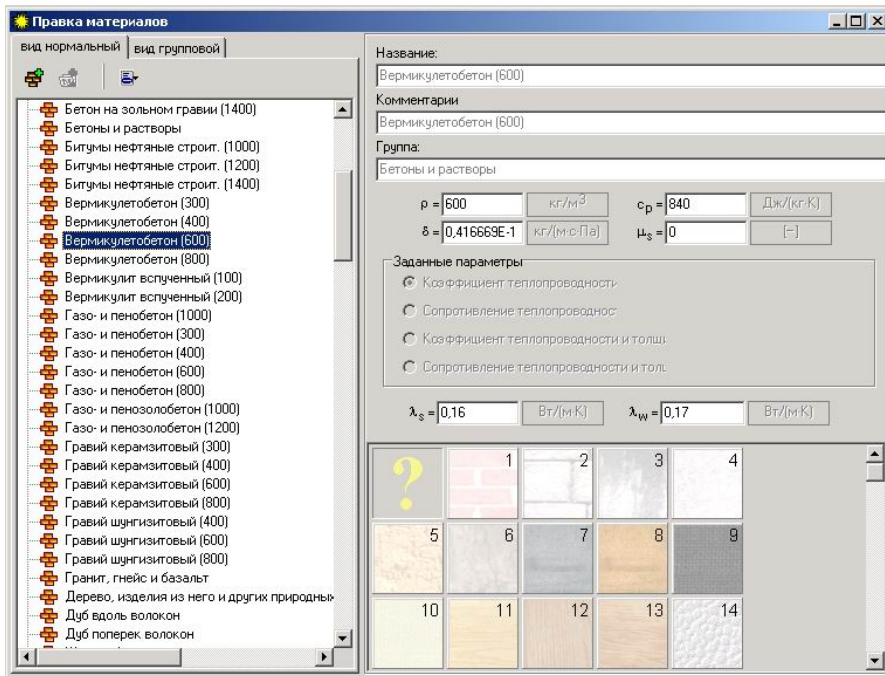 Правка материалов
вид нормальный
вид групповой
Бетон на зольном гравии (1400)
Бетоны и растворы
Битумы нефтяные строит. (1000)
Битумы нефтяные строит. (1200)
Битумы нефтяные строит. (1400)
Вермикулетобетон (300)
Вермикулетобетон (400)
Вермикулетобетон (600)
Вермикулетобетон (800)
Вермикулит вспученный (100)
Вермикулит вспученный (200)
Газо- и пенобетон (1000)
Газо- и пенобетон (300)
Газо- и пенобетон (400)
Газо- и пенобетон (600)
Газо- и пенобетон (800)
Газо- и пенозолобетон (1000)
Газо- и пенозолобетон (1200)
Гравий керамзитовый (300)
Гравий керамзитовый (400)
Гравий керамзитовый (600)
Гравий керамзитовый (800)
Гравий шунгизитовый (400)
Гравий шунгизитовый (600)
Гравий шунгизитовый (800)
Гранит, гнейс и базальт
Дерево, изделия из него и других природных
Дуб вдоль волокон
Дуб поперек волокон
Название:
Вермикулетобетон (600)
Комментарии
Вермикулетобетон (600)
Группа:
Бетоны и растворы
ρ = 600 кг/м3 cp = 840 Дж/(кг·К)
δ = 0,416669E-1 кг/(м·с·Па) μs = 0 [-]
Заданные параметры
Коэффициент теплопроводности
Сопротивление теплопроводнос
Коэффициент теплопроводности и толщи
Сопротивление теплопроводности и толщ
λs = 0,16 Вт/(м·К) λw = 0,17 Вт/(м·К)
? 1 2 3 4
5 6 7 8 9
10 11 12 13 14